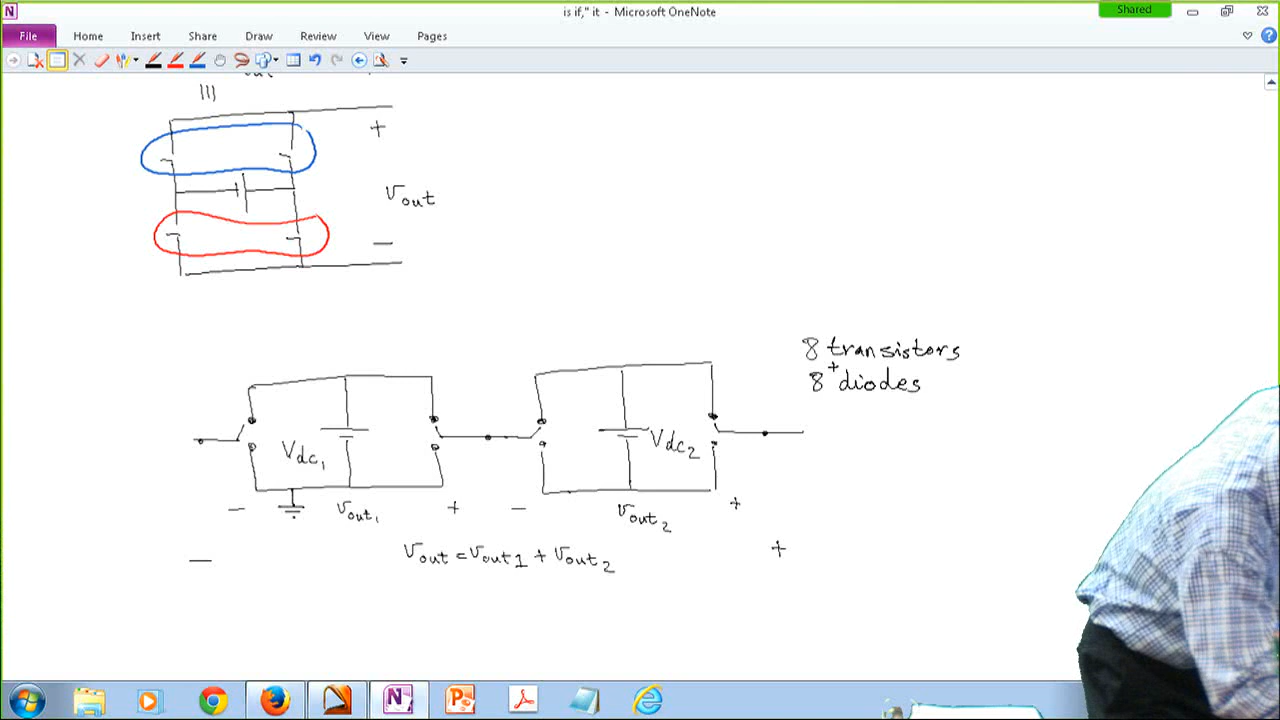 is if," it - Microsoft OneNote
Shared
File Home Insert Share Draw Review View Pages
+
Vout
−
8 transistors
+
8 diodes
Vdc1
Vdc2
− Vout1 + − Vout2 +
− Vout = Vout1 + Vout2 +